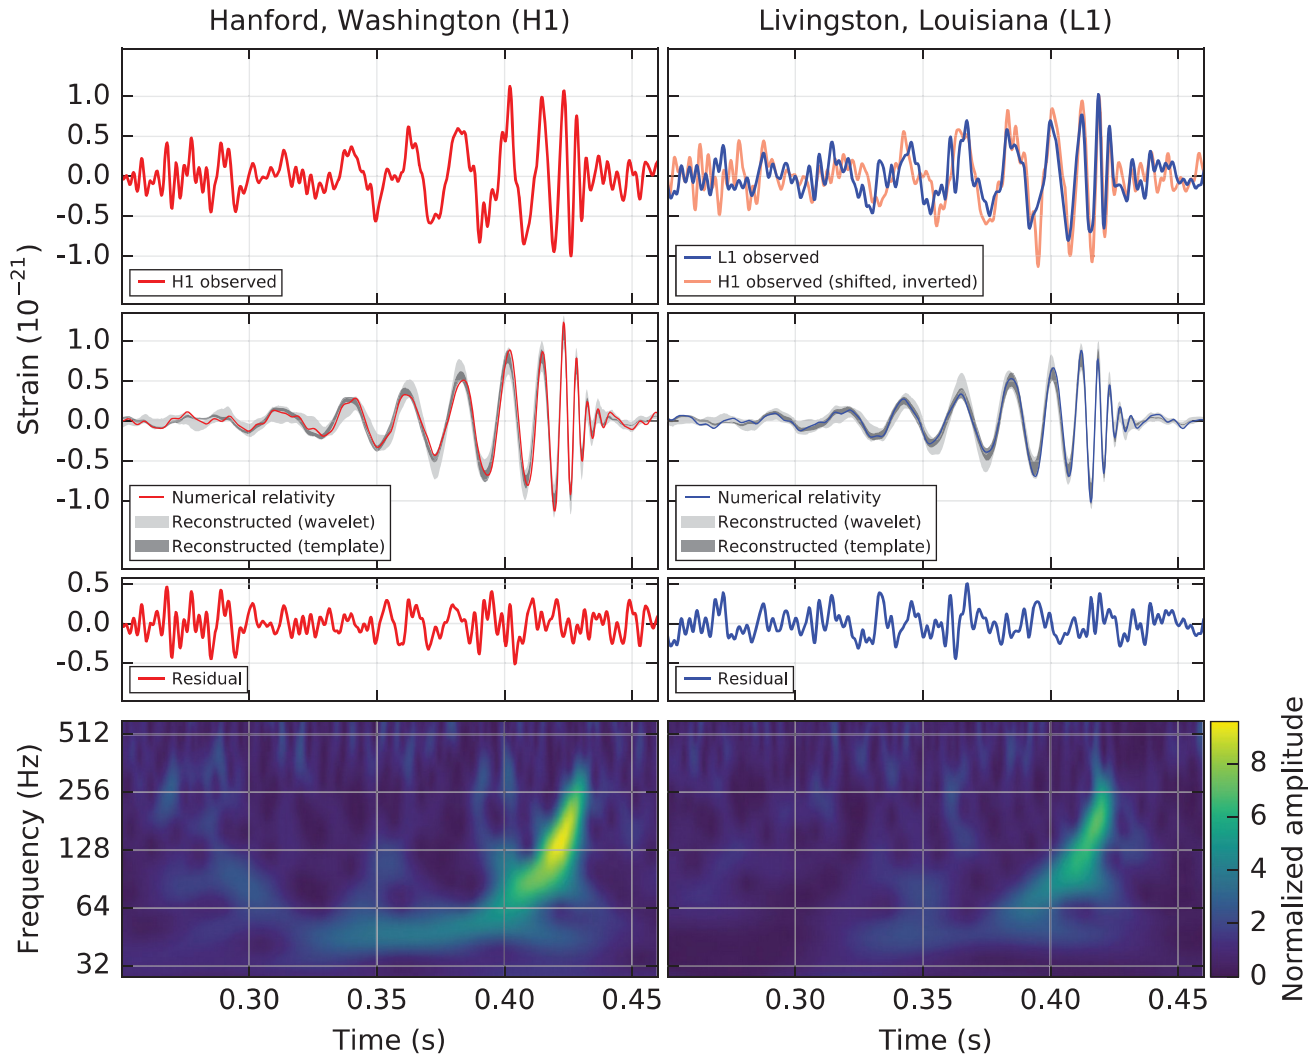 Hanford, Washington (H1)
Livingston, Louisiana (L1)
Strain (10⁻²¹)
1.0
0.5
0.0
-0.5
-1.0
H1 observed
L1 observed
H1 observed (shifted, inverted)
1.0
0.5
0.0
-0.5
-1.0
Numerical relativity
Reconstructed (wavelet)
Reconstructed (template)
Numerical relativity
Reconstructed (wavelet)
Reconstructed (template)
0.5
0.0
-0.5
Residual
Residual
Frequency (Hz)
512
256
128
64
32
0.30
0.35
0.40
0.45
Time (s)
0.30
0.35
0.40
0.45
Time (s)
8
6
4
2
0
Normalized amplitude